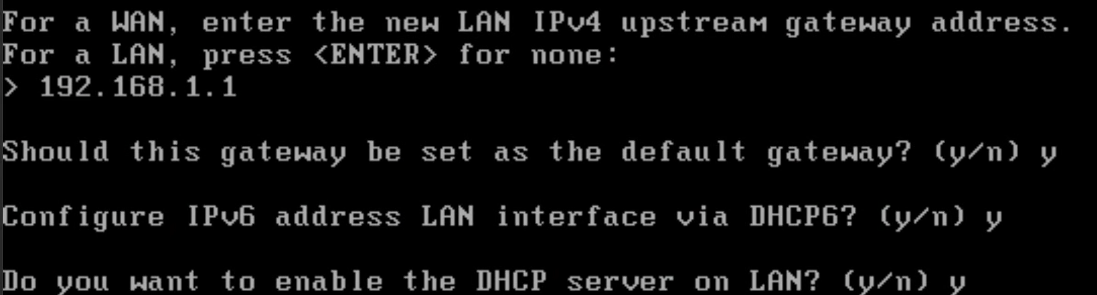 For a WAN, enter the new LAN IPv4 upstream gateway address.
For a LAN, press <ENTER> for none:
> 192.168.1.1
Should this gateway be set as the default gateway? (y/n) y
Configure IPv6 address LAN interface via DHCP6? (y/n) y
Do you want to enable the DHCP server on LAN? (y/n) y